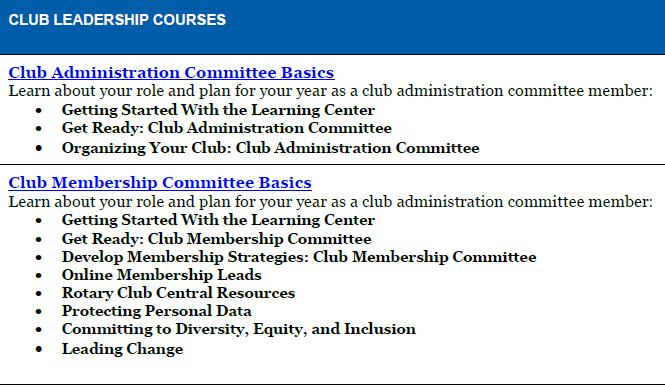 CLUB LEADERSHIP COURSES
Club Administration Committee Basics
Learn about your role and plan for your year as a club administration committee member:
• Getting Started With the Learning Center
• Get Ready: Club Administration Committee
• Organizing Your Club: Club Administration Committee
Club Membership Committee Basics
Learn about your role and plan for your year as a club administration committee member:
• Getting Started With the Learning Center
• Get Ready: Club Membership Committee
• Develop Membership Strategies: Club Membership Committee
• Online Membership Leads
• Rotary Club Central Resources
• Protecting Personal Data
• Committing to Diversity, Equity, and Inclusion
• Leading Change